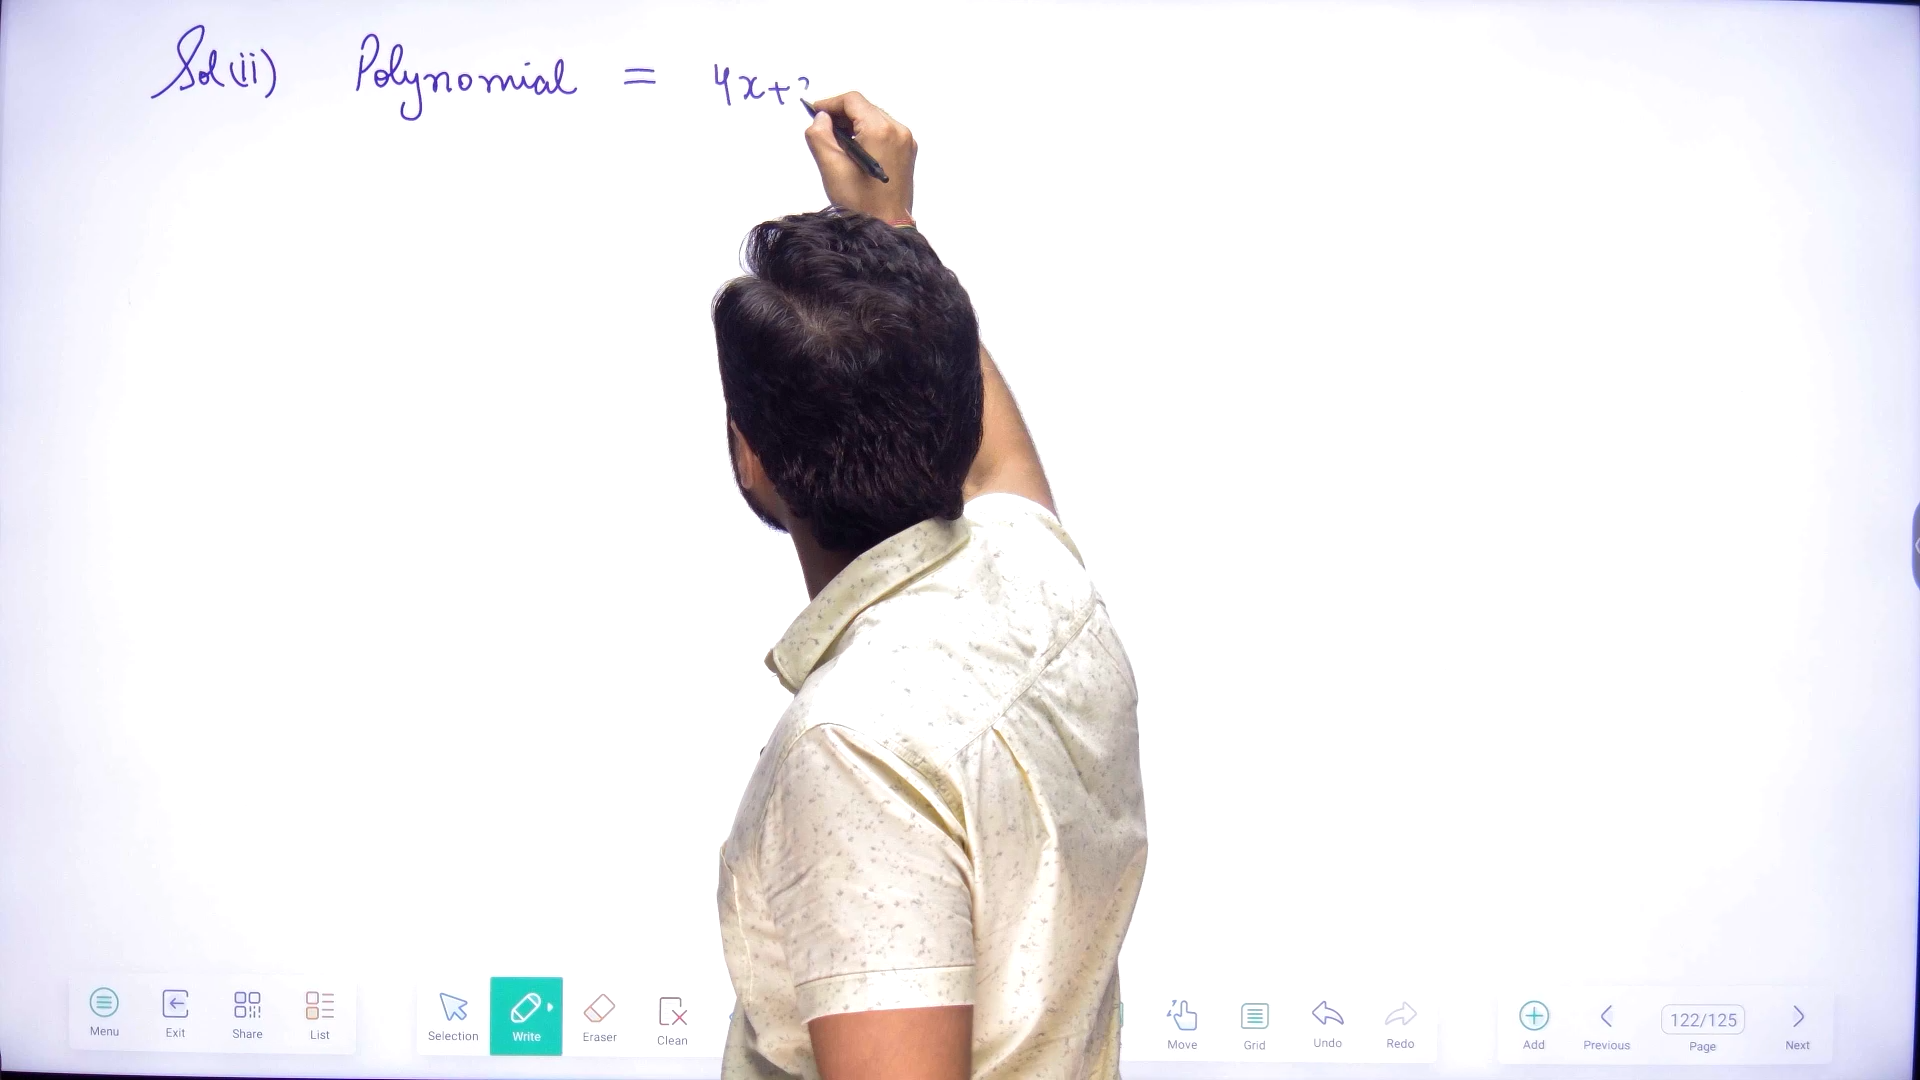 Sol(ii) Polynomial = 4x+
Menu Exit Share List Selection Write Eraser Clean Move Grid Undo Redo Add Previous 122/125 Page Next